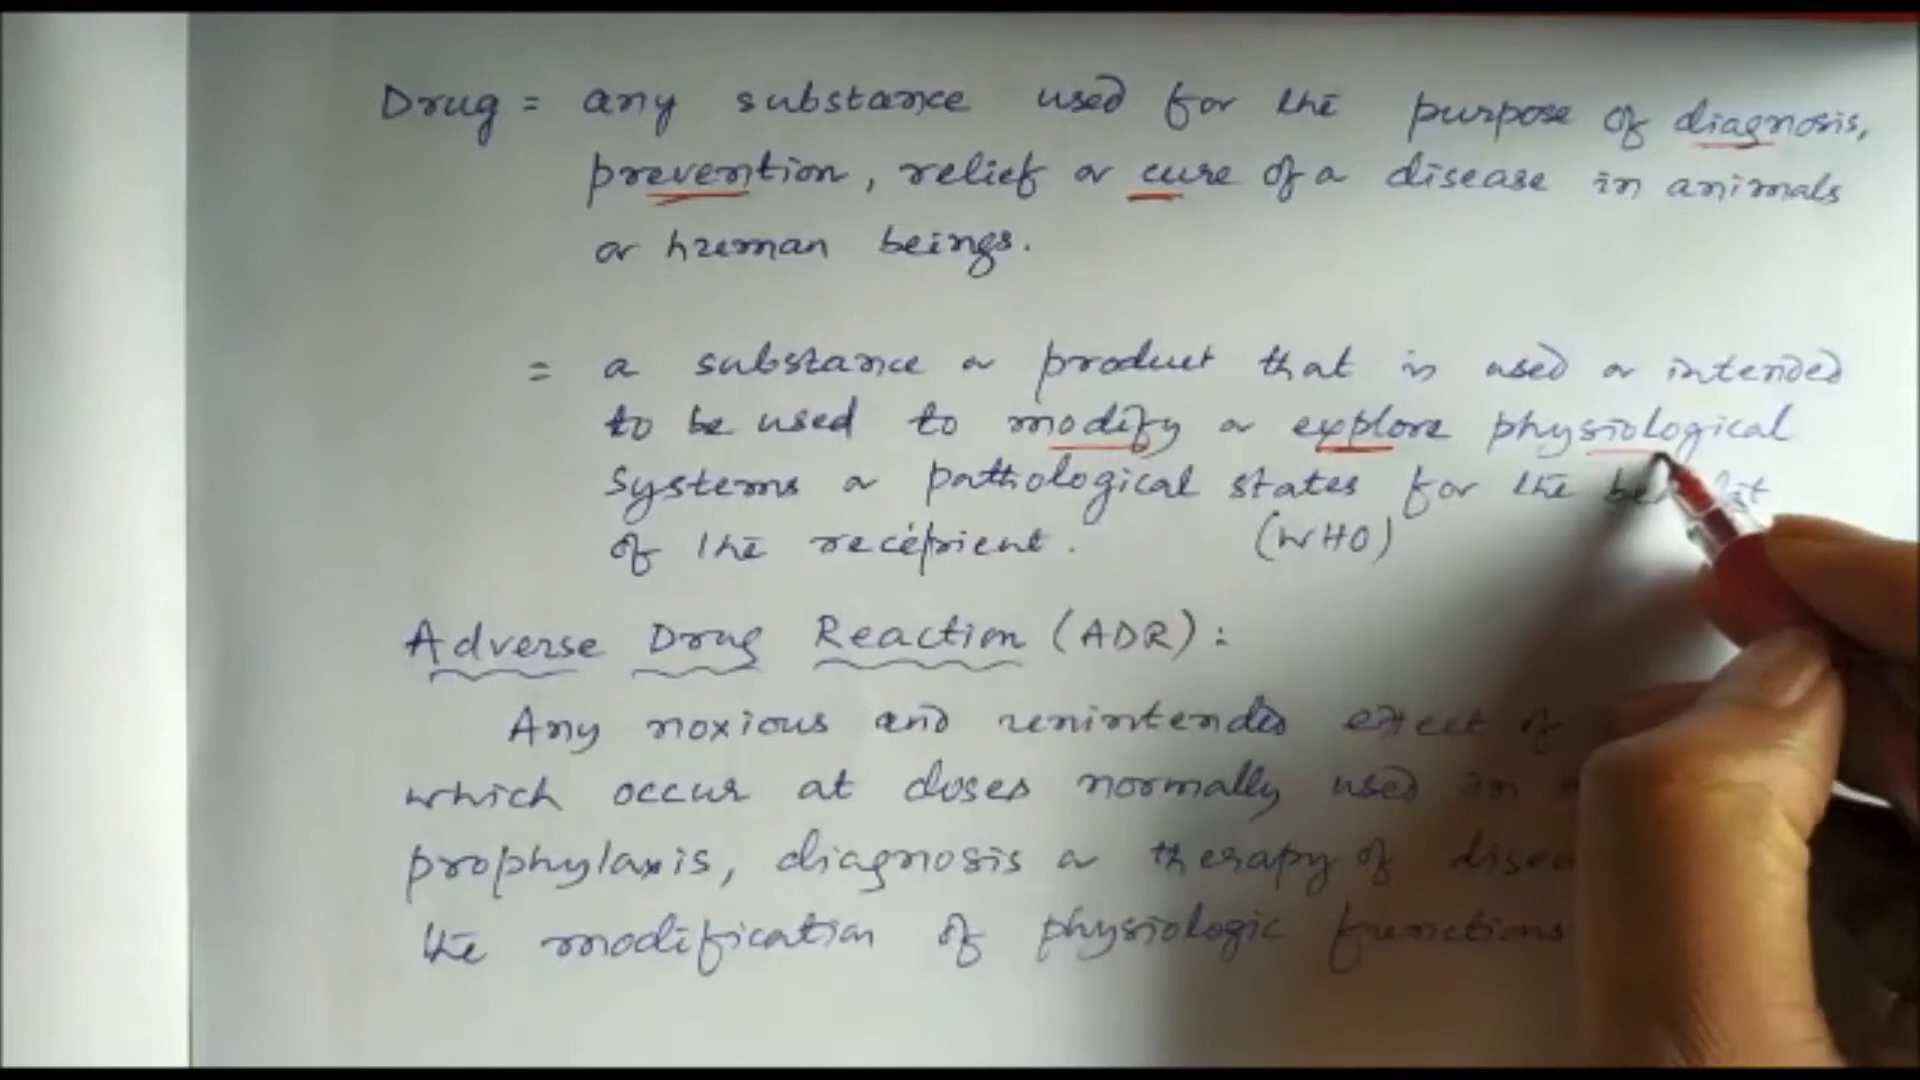 Drug = any substance used for the purpose of diagnosis,
prevention, relief or cure of a disease in animals
or human beings.
= a substance or product that is used or intended
to be used to modify or explore physiological
systems or pathological states for the
of the recepient. (WHO)
Adverse Drug Reaction (ADR):
Any noxious and unintended effect of
which occur at doses normally used in
prophylaxis, diagnosis or therapy of
the modification of physiologic functions